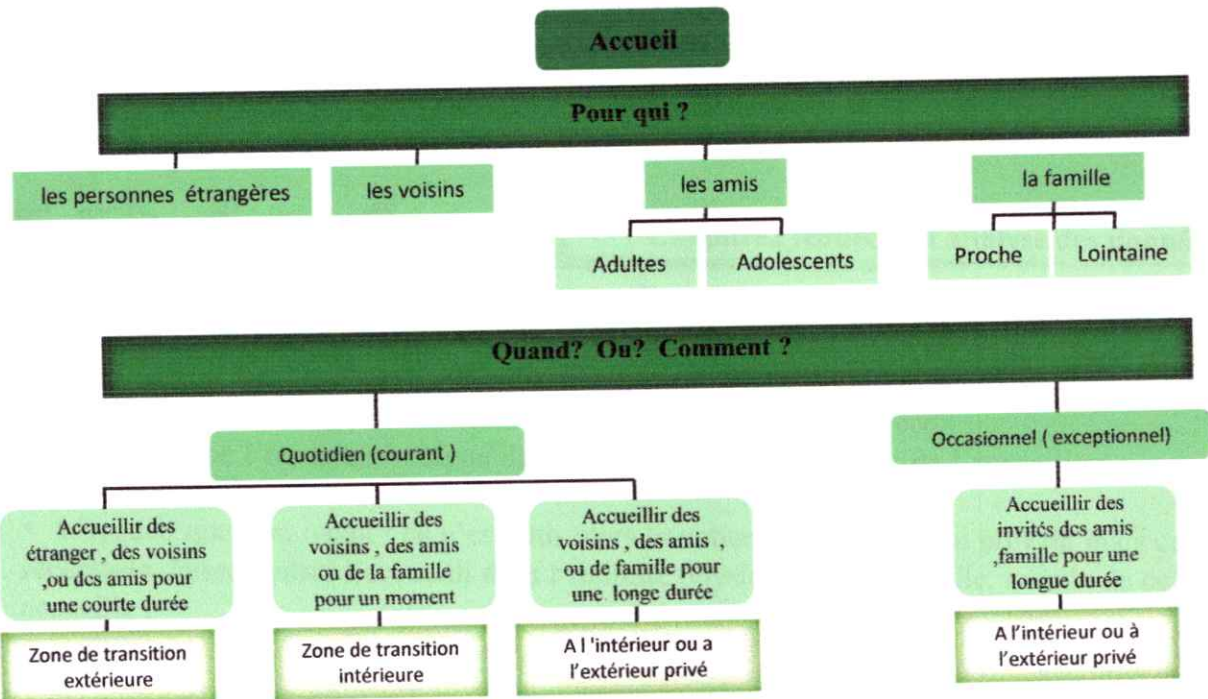 Accueil
Pour qui ?
les personnes étrangères
les voisins
les amis
la famille
Adultes
Adolescents
Proche
Lointaine
Quand? Ou? Comment ?
Quotidien (courant )
Occasionnel ( exceptionnel)
Accueillir des
étranger , des voisins
,ou des amis pour
une courte durée
Accueillir des
voisins , des amis
ou de la famille
pour un moment
Accueillir des
voisins , des amis ,
ou de famille pour
une longe durée
Accueillir des
invités des amis
,famille pour une
longue durée
Zone de transition
extérieure
Zone de transition
intérieure
A l 'intérieur ou a
l'extérieur privé
A l'intérieur ou à
l'extérieur privé